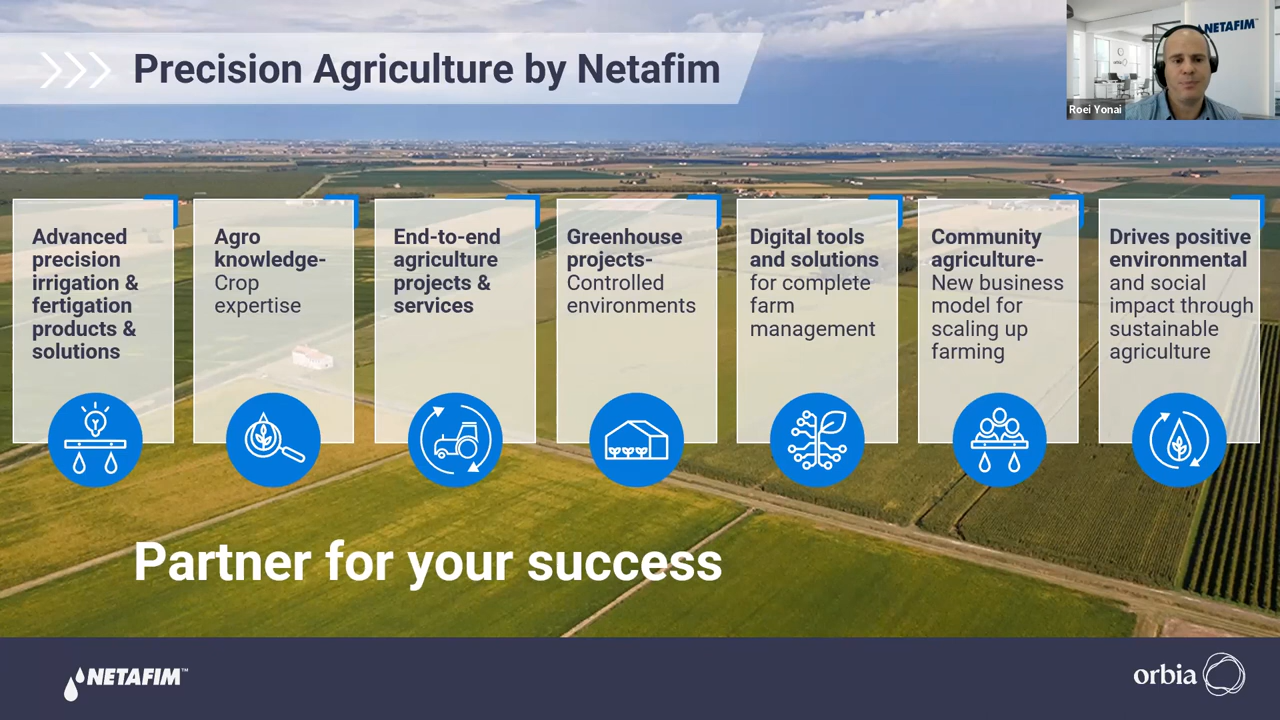 Precision Agriculture by Netafim
NETAFIM™
Roei Yonai
Advanced
precision
irrigation &
fertigation
products &
solutions
Agro
knowledge-
Crop
expertise
End-to-end
agriculture
projects &
services
Greenhouse
projects-
Controlled
environments
Digital tools
and solutions
for complete
farm
management
Community
agriculture-
New business
model for
scaling up
farming
Drives positive
environmental
and social
impact through
sustainable
agriculture
Partner for your success
NETAFIM™
orbia